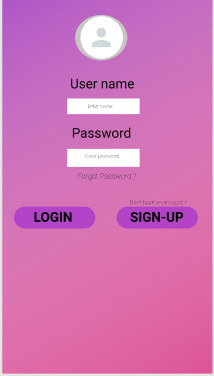 User name
Enter name
Password
Enter password
Forgot Password ?
Don't have an account ?
LOGIN
SIGN-UP